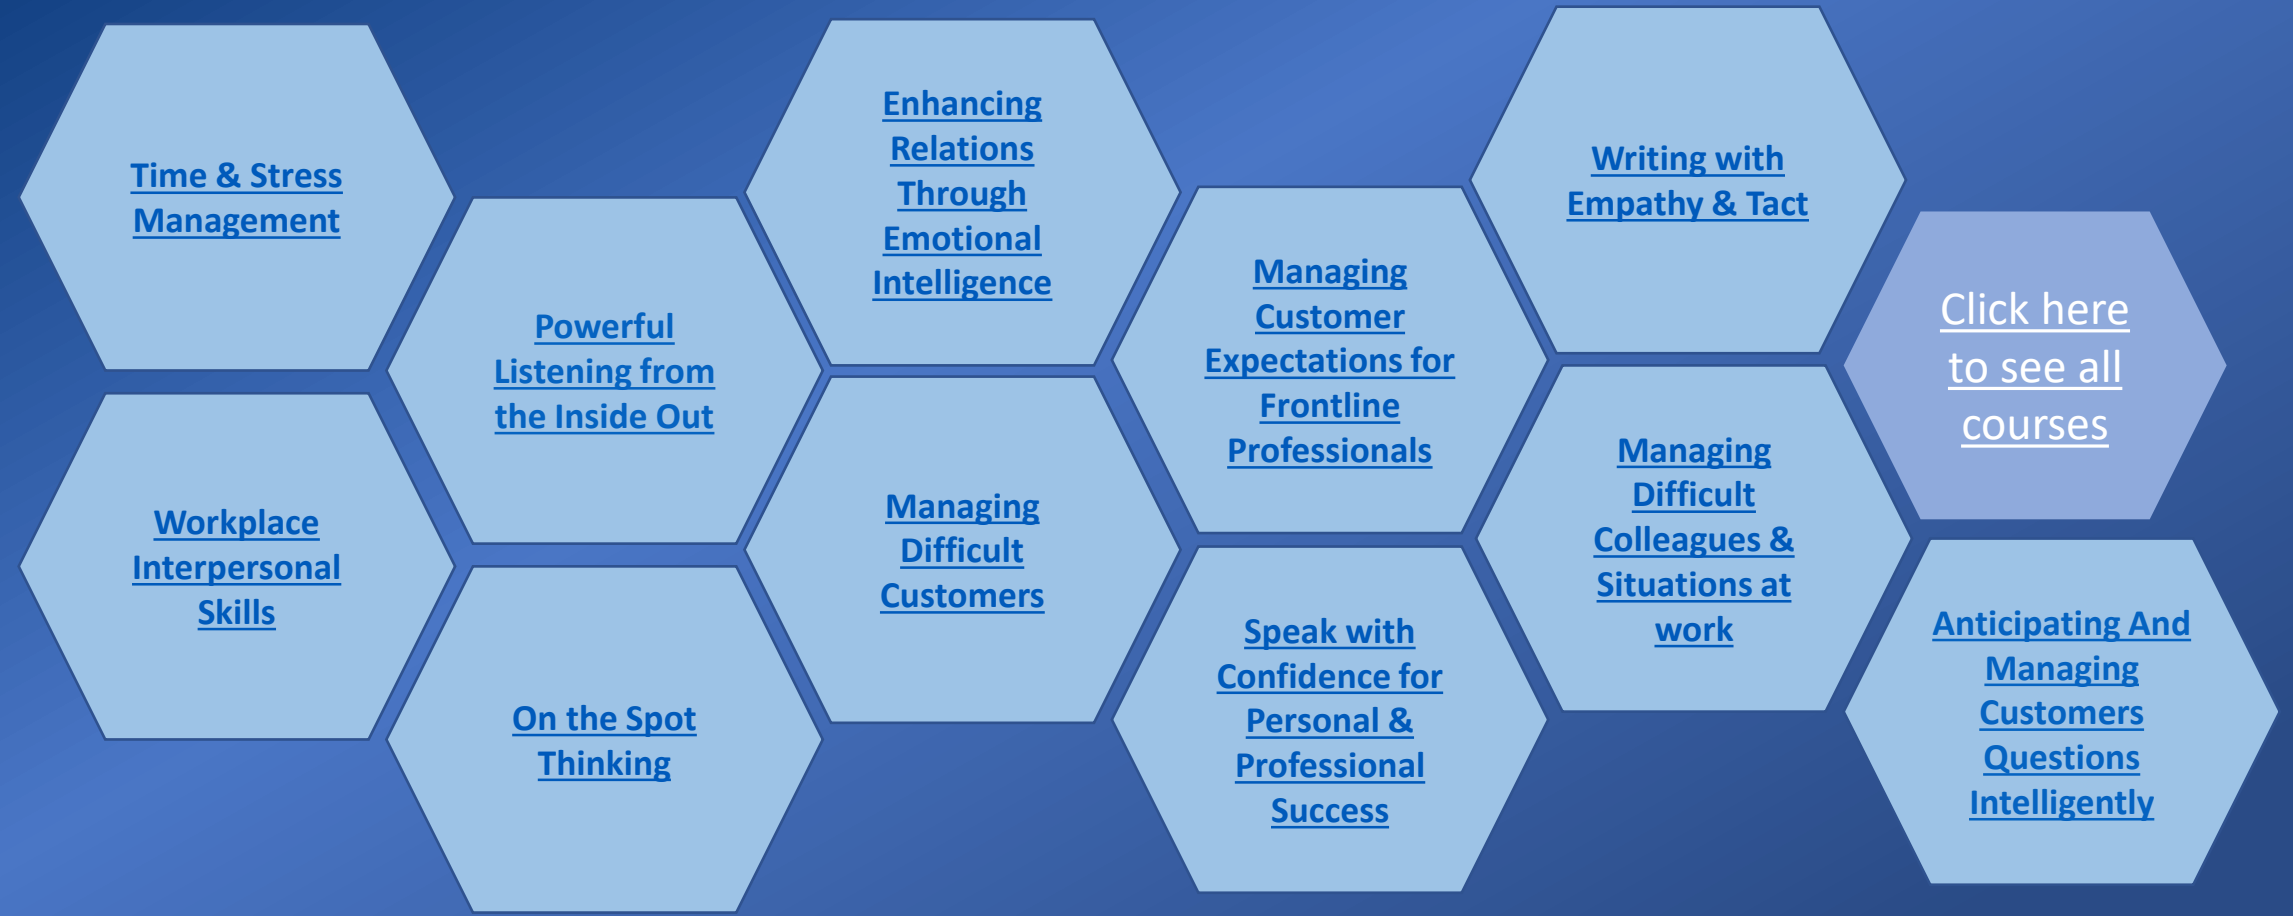 Time & Stress
Management
Workplace
Interpersonal
Skills
Powerful
Listening from
the Inside Out
On the Spot
Thinking
Enhancing
Relations
Through
Emotional
Intelligence
Managing
Difficult
Customers
Managing
Customer
Expectations for
Frontline
Professionals
Speak with
Confidence for
Personal &
Professional
Success
Writing with
Empathy & Tact
Managing
Difficult
Colleagues &
Situations at
work
Click here
to see all
courses
Anticipating And
Managing
Customers
Questions
Intelligently